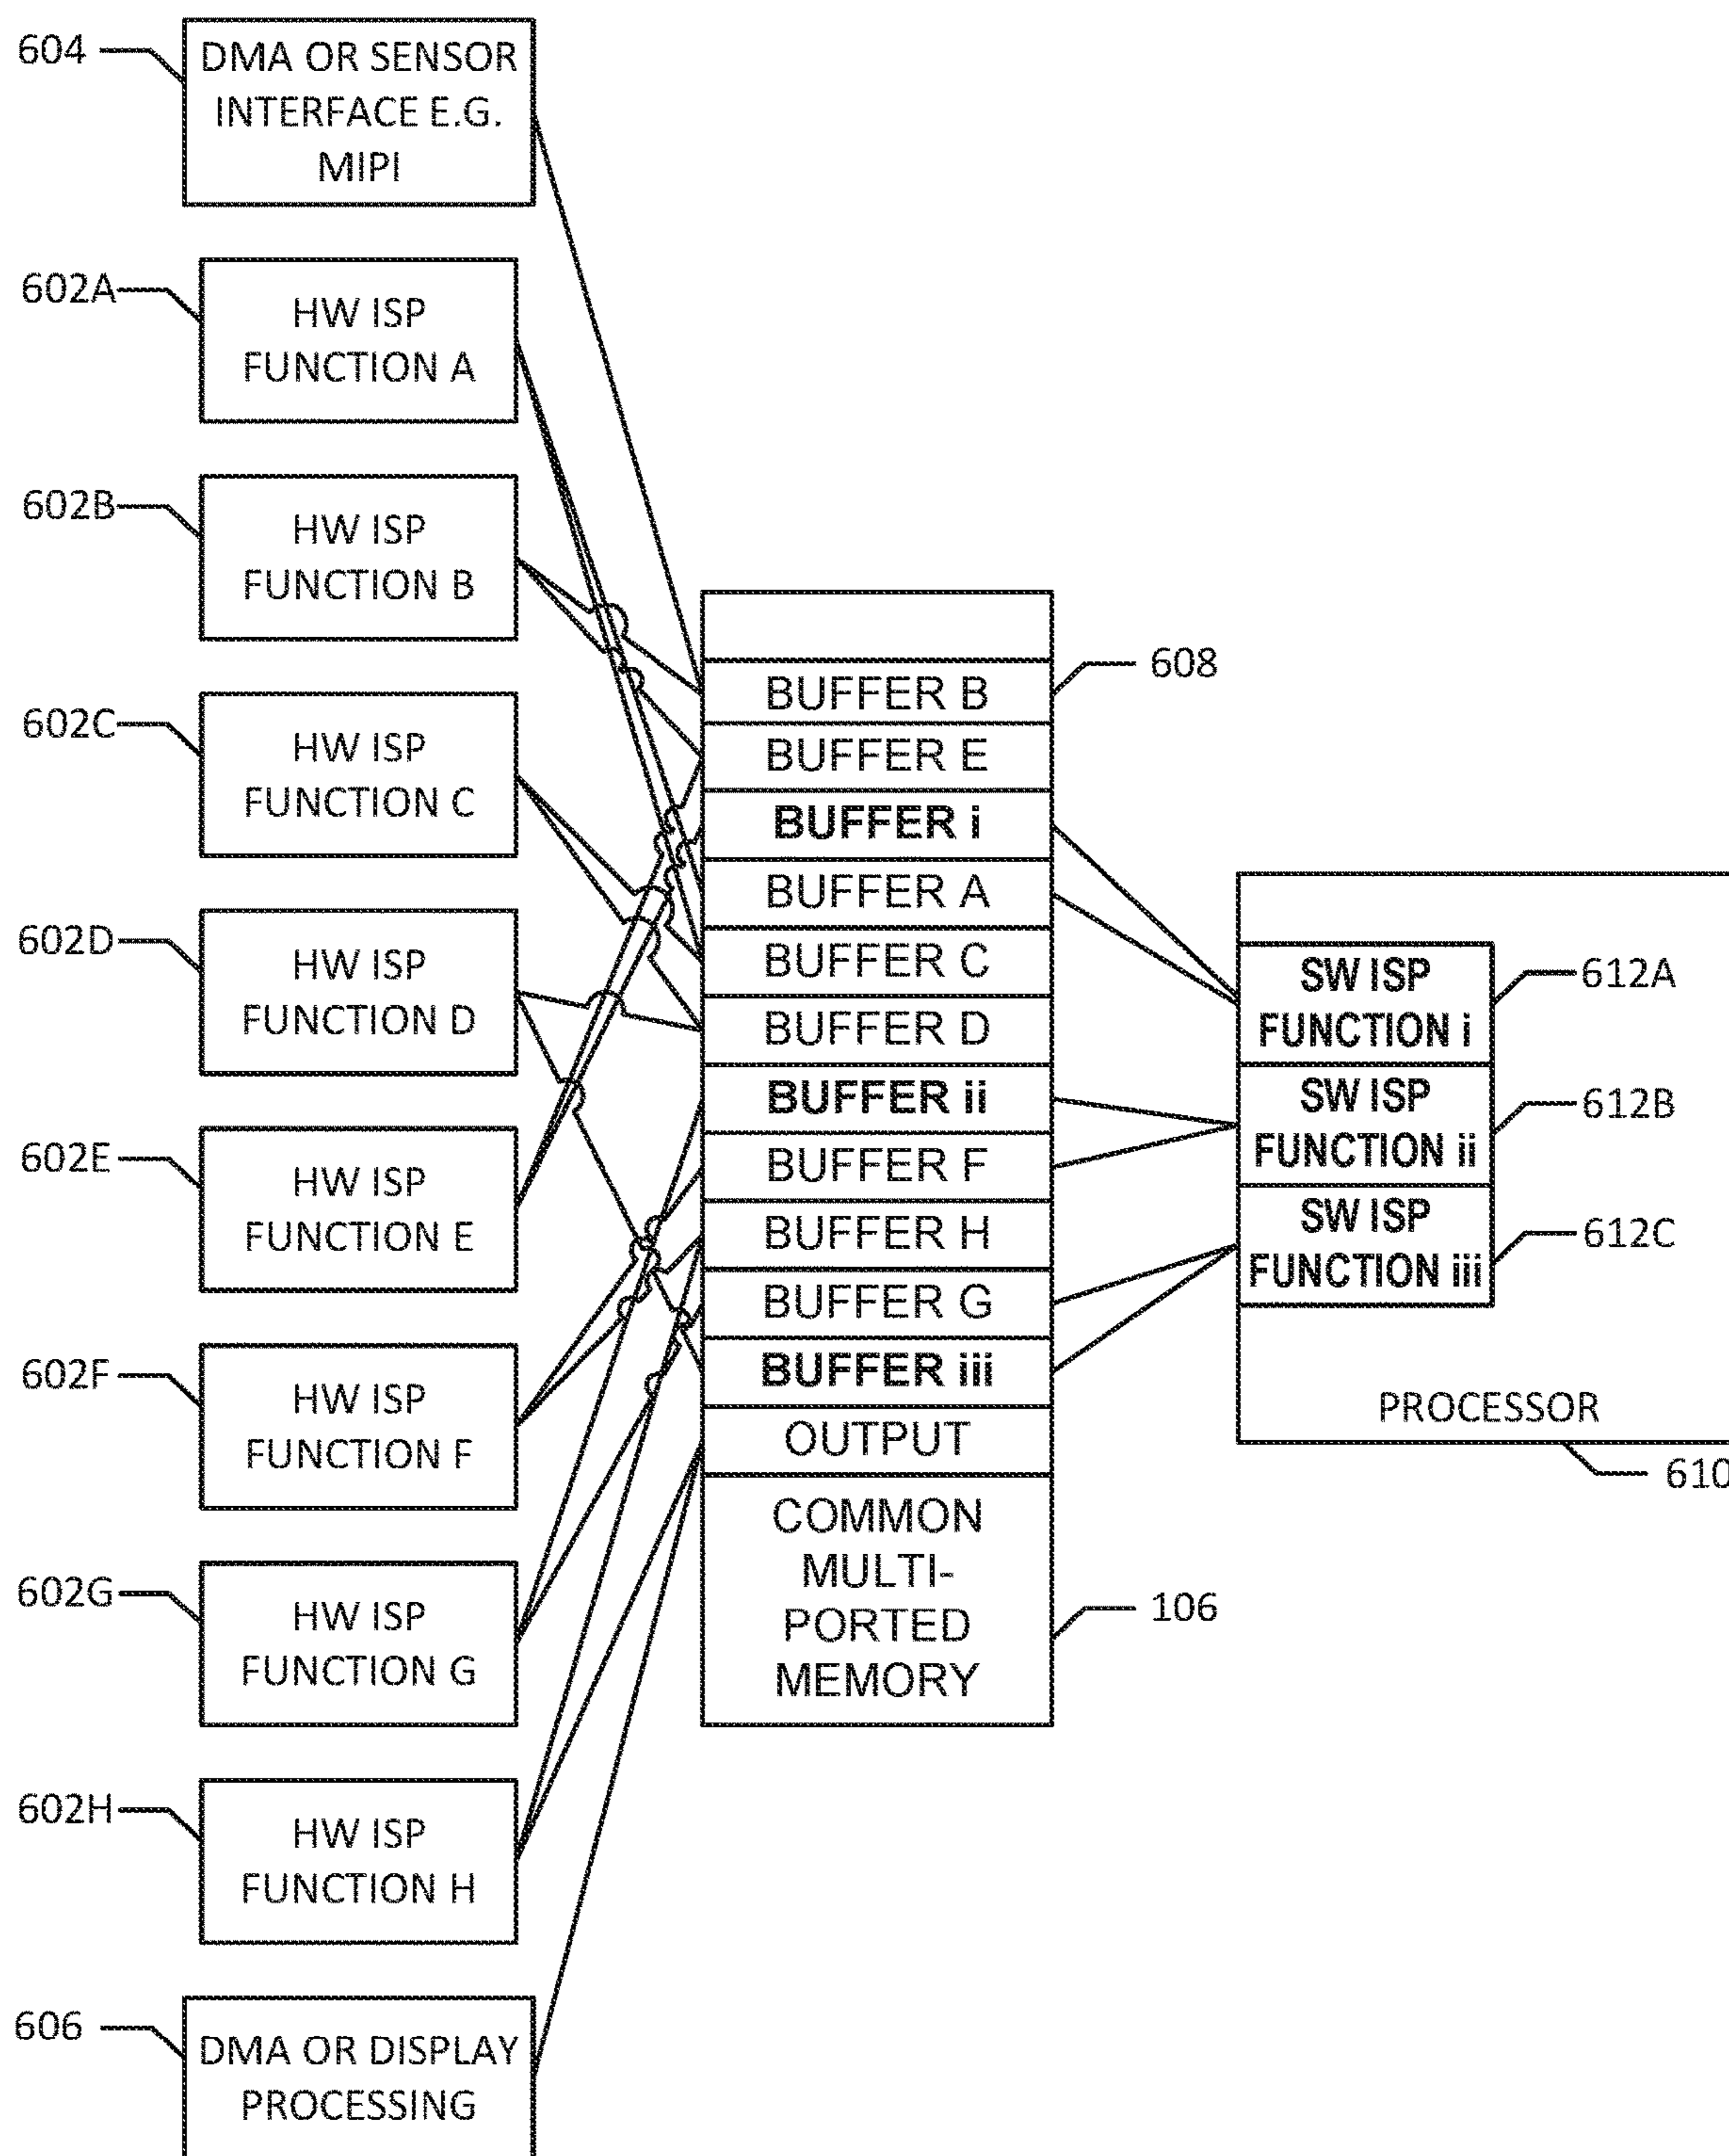 604
DMA OR SENSOR
INTERFACE E.G.
MIPI
602A
HW ISP
FUNCTION A
602B
HW ISP
FUNCTION B
602C
HW ISP
FUNCTION C
602D
HW ISP
FUNCTION D
602E
HW ISP
FUNCTION E
602F
HW ISP
FUNCTION F
602G
HW ISP
FUNCTION G
602H
HW ISP
FUNCTION H
606
DMA OR DISPLAY
PROCESSING
608
BUFFER B
BUFFER E
BUFFER i
BUFFER A
BUFFER C
BUFFER D
BUFFER ii
BUFFER F
BUFFER H
BUFFER G
BUFFER iii
OUTPUT
COMMON
MULTI-
PORTED
MEMORY
106
SW ISP
FUNCTION i
612A
SW ISP
FUNCTION ii
612B
SW ISP
FUNCTION iii
612C
PROCESSOR
610